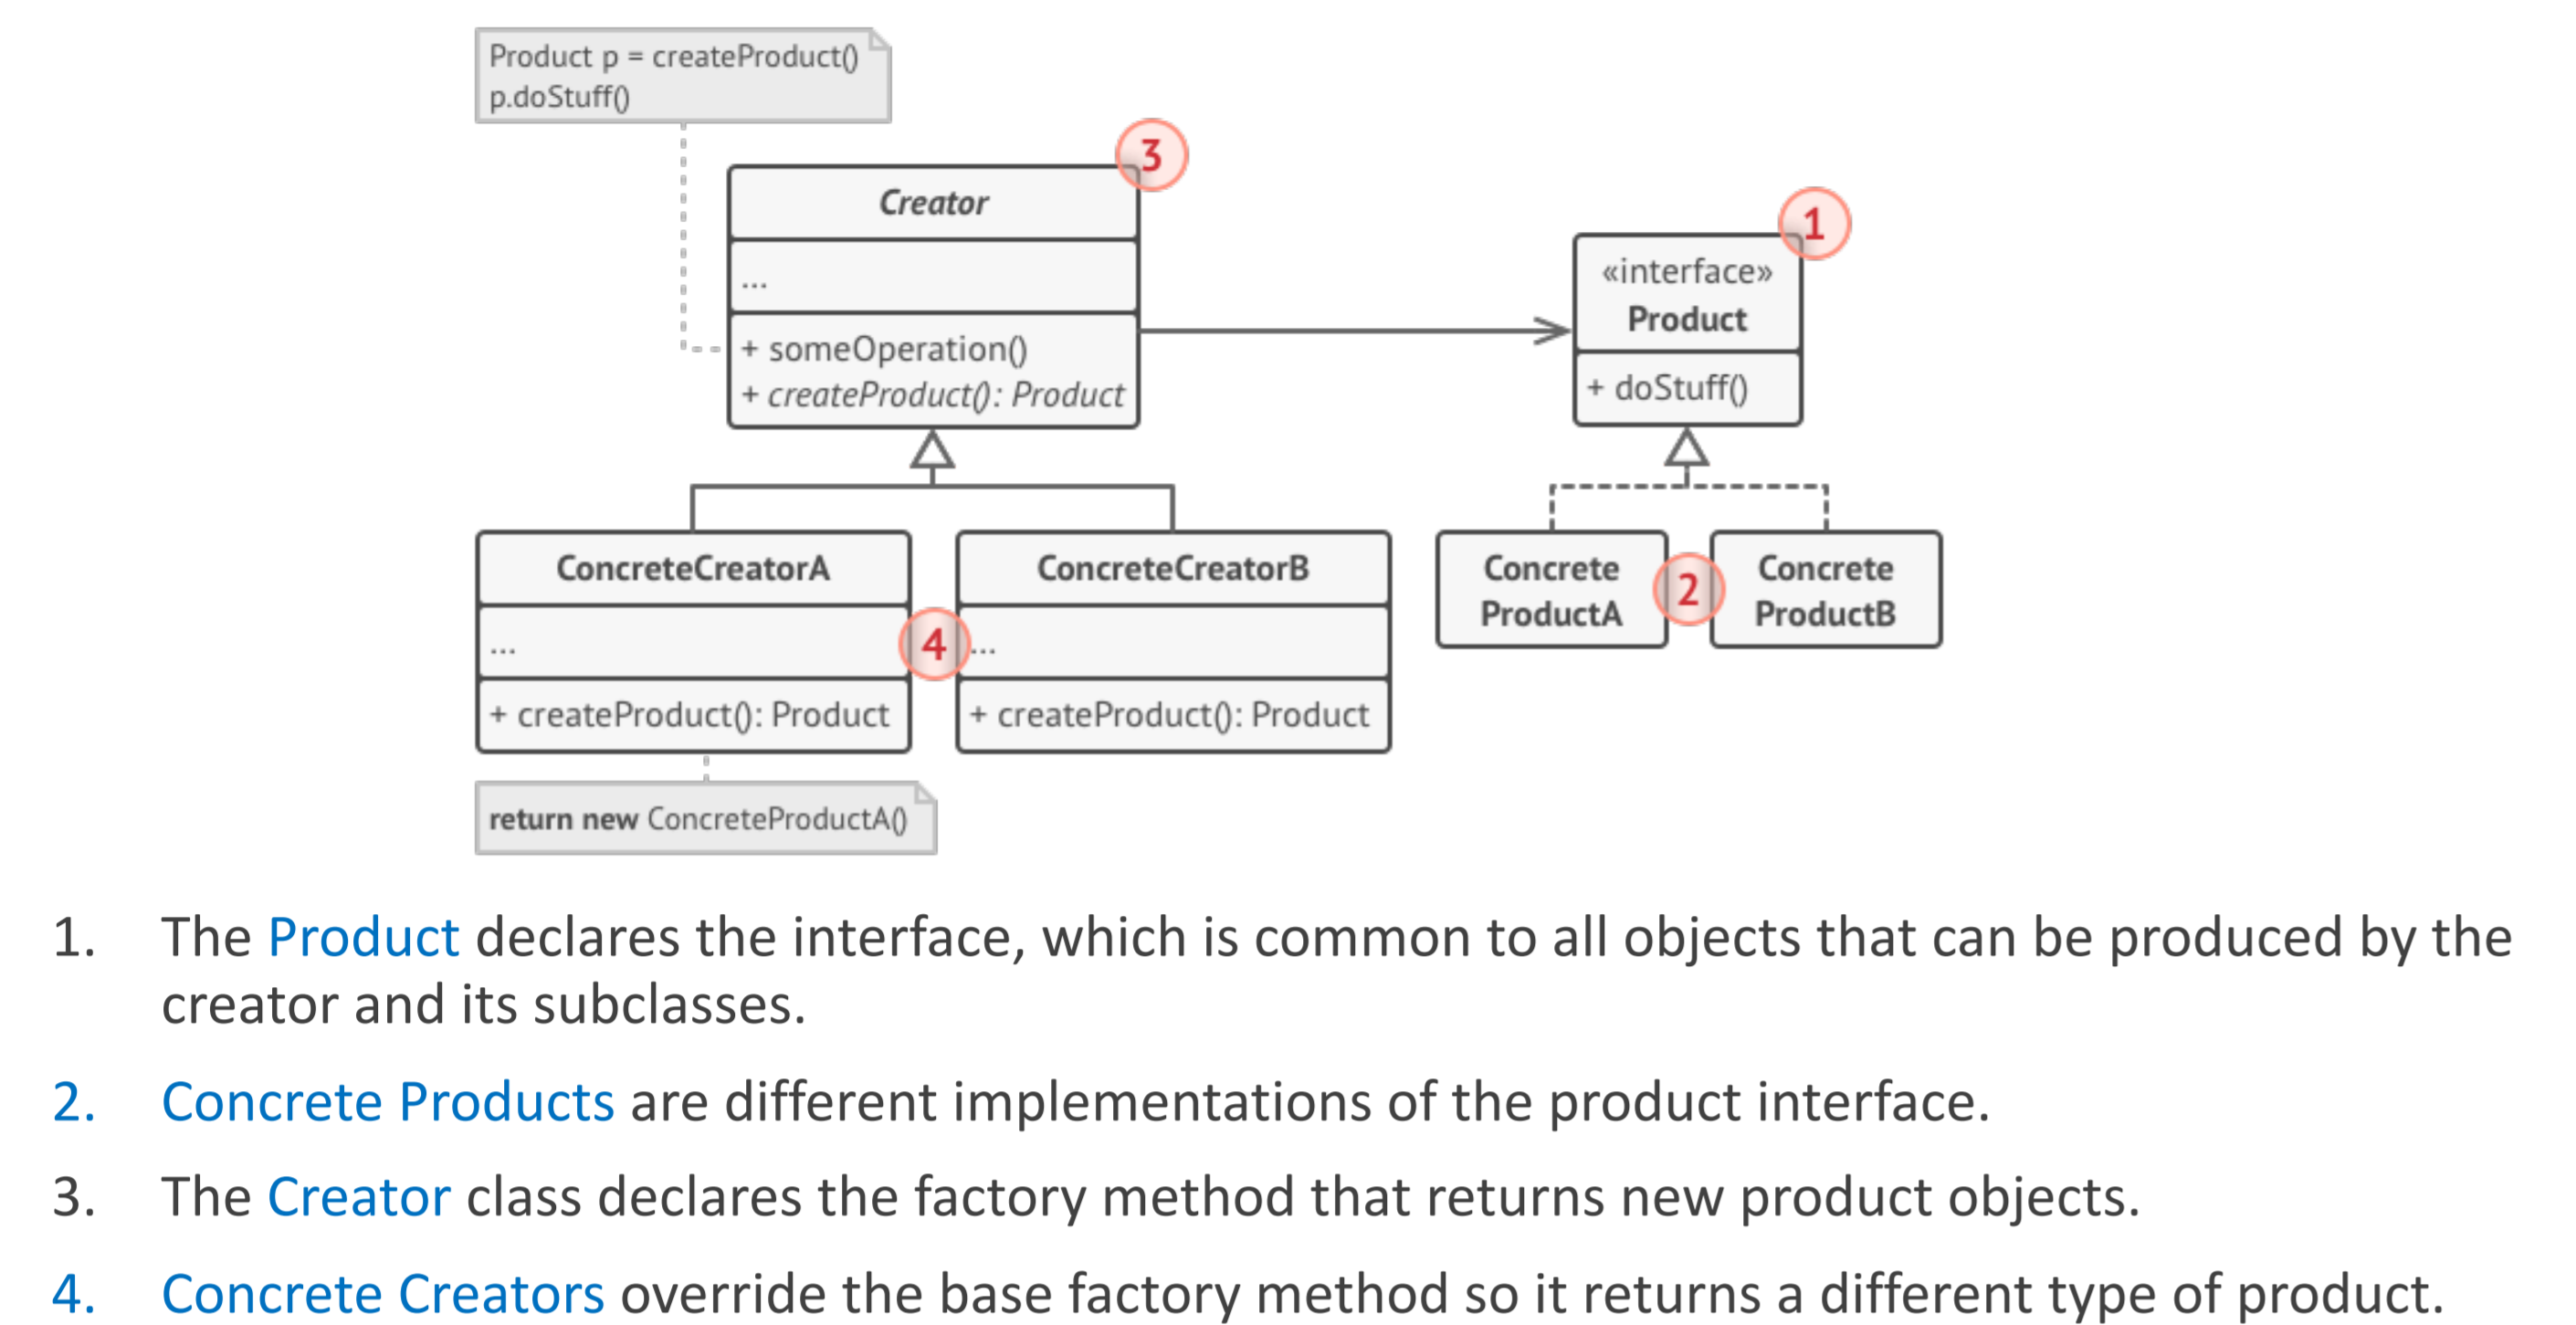 Product p = createProduct()
p.doStuff()
3
Creator
...
+ someOperation()
+ createProduct(): Product
1
«interface»
Product
+ doStuff()
ConcreteCreatorA
...
+ createProduct(): Product
4
ConcreteCreatorB
...
+ createProduct(): Product
Concrete
ProductA
2
Concrete
ProductB
return new ConcreteProductA()
1. The Product declares the interface, which is common to all objects that can be produced by the
creator and its subclasses.
2. Concrete Products are different implementations of the product interface.
3. The Creator class declares the factory method that returns new product objects.
4. Concrete Creators override the base factory method so it returns a different type of product.